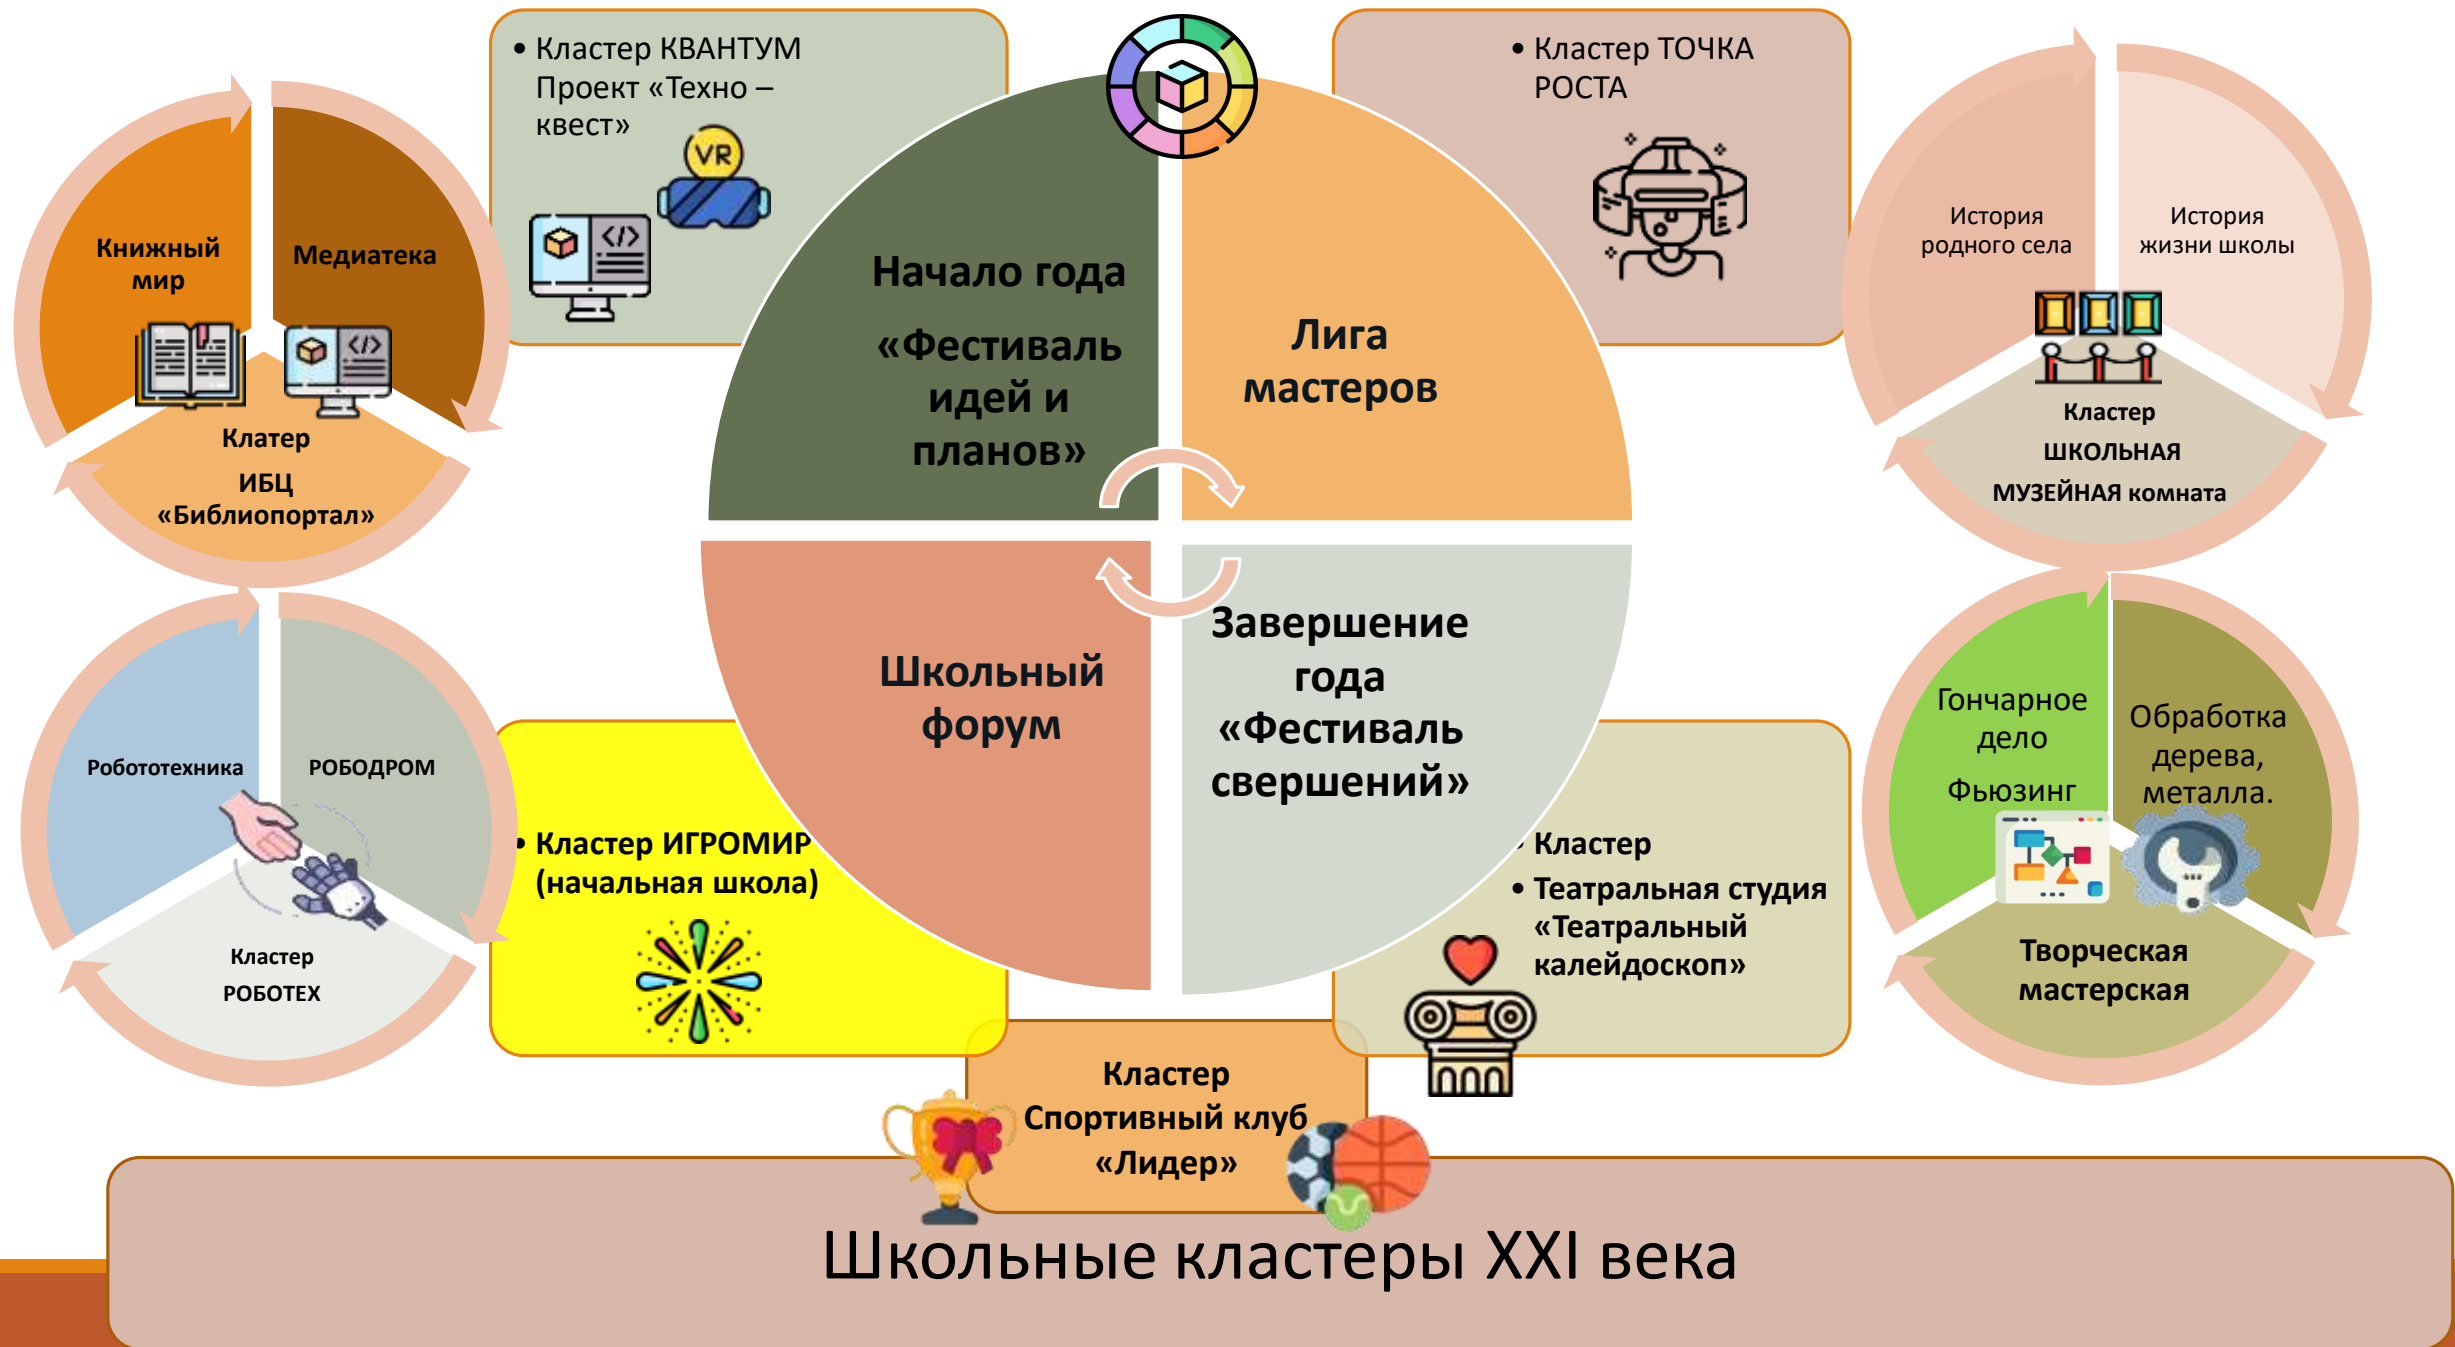 Кластер КВАНТУМ
Проект «Техно –
квест»
VR
</>
Кластер ТОЧКА
РОСТА
Книжный
мир
Медиатека
</>
Клатер
ИБЦ
«Библиопортал»
Начало года
«Фестиваль
идей и
планов»
Лига
мастеров
История
родного села
История
жизни школы
Кластер
ШКОЛЬНАЯ
МУЗЕЙНАЯ комната
Робототехника
РОБОДРОМ
Кластер
РОБОТЕХ
Школьный
форум
Завершение
года
«Фестиваль
свершений»
Гончарное
дело
Фьюзинг
Обработка
дерева,
металла.
Творческая
мастерская
Кластер ИГРОМИР
(начальная школа)
Кластер
Театральная студия
«Театральный
калейдоскоп»
Кластер
Спортивный клуб
«Лидер»
Школьные кластеры XXI века